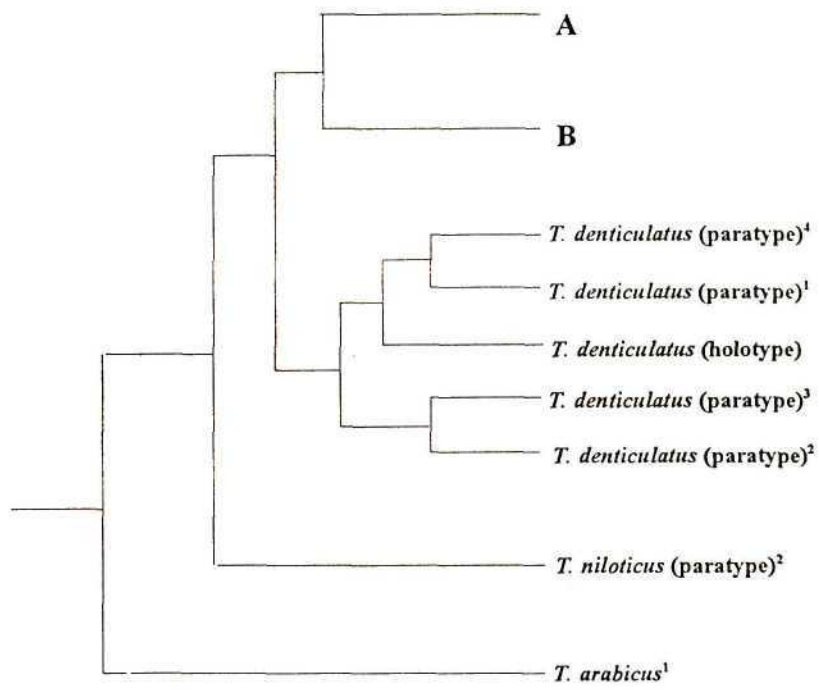 A
B
T. denticulatus (paratype)⁴
T. denticulatus (paratype)¹
T. denticulatus (holotype)
T. denticulatus (paratype)³
T. denticulatus (paratype)²
T. niloticus (paratype)²
T. arabicus¹